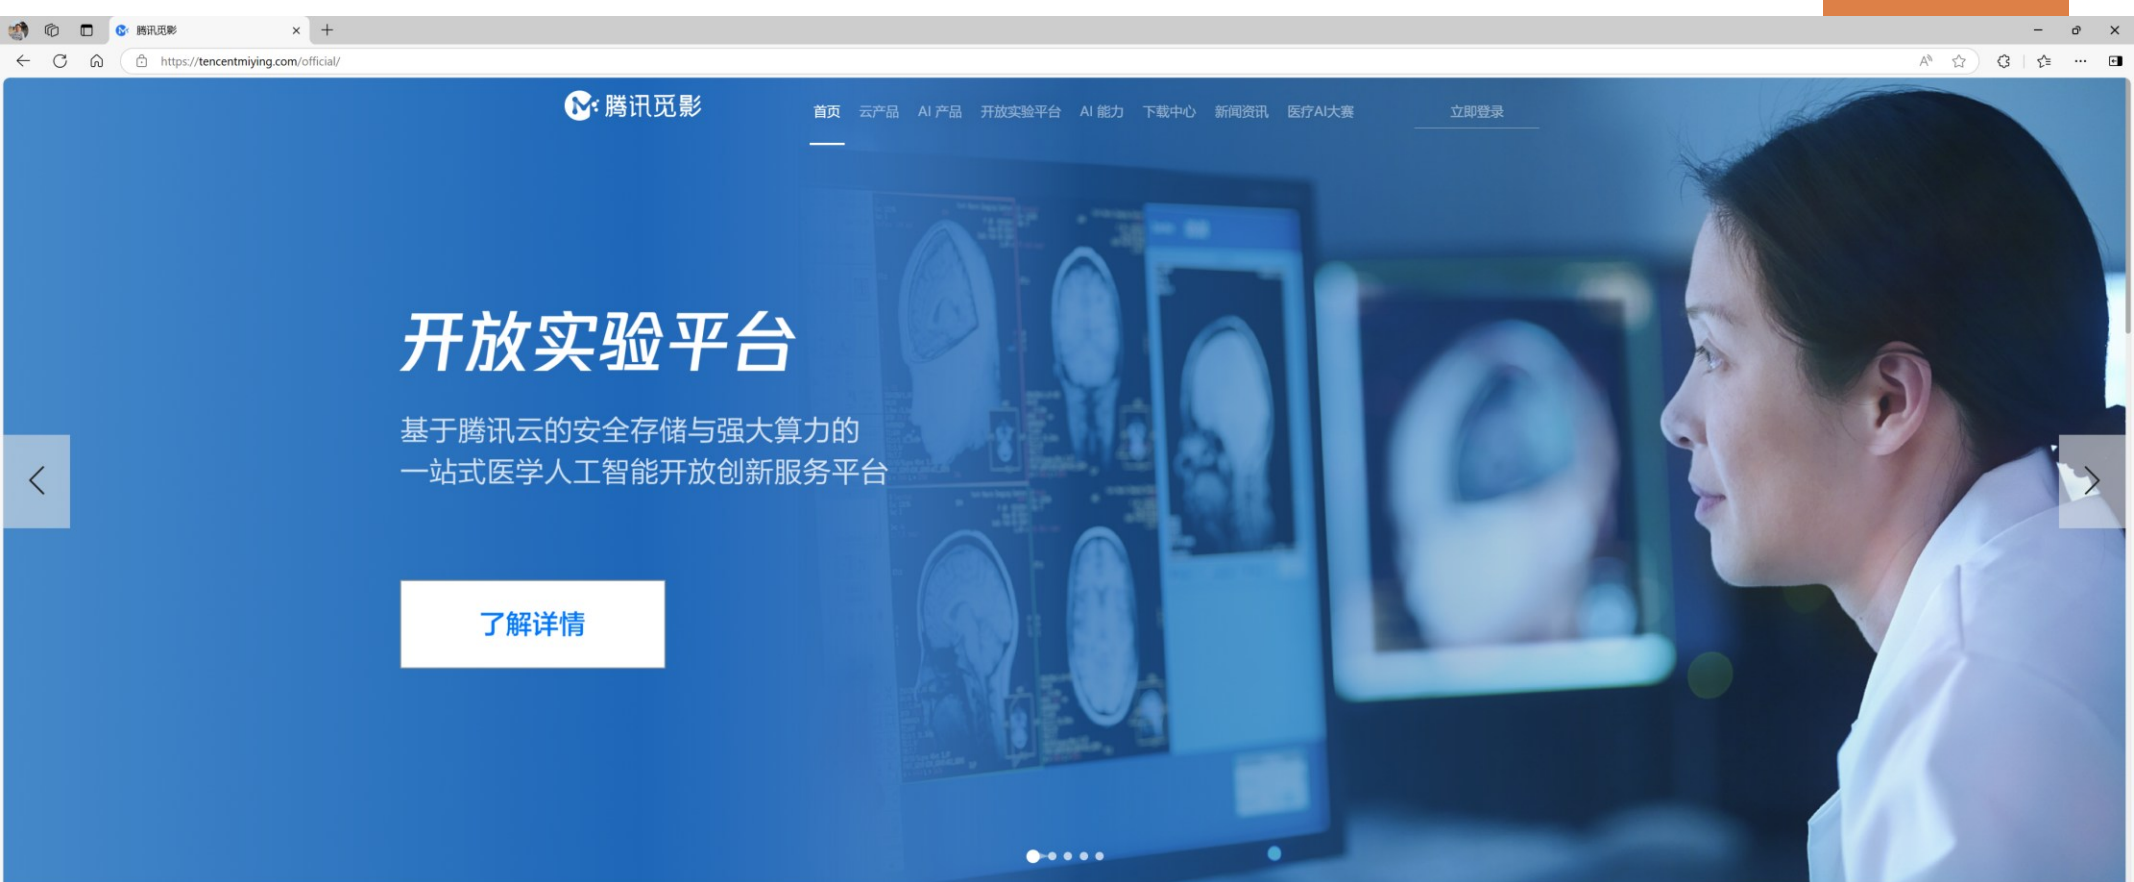 腾讯觅影
https://tencentmiying.com/official/
腾讯觅影
首页 云产品 AI 产品 开放实验平台 AI 能力 下载中心 新闻资讯 医疗AI大赛 立即登录
开放实验平台
基于腾讯云的安全存储与强大算力的
一站式医学人工智能开放创新服务平台
了解详情